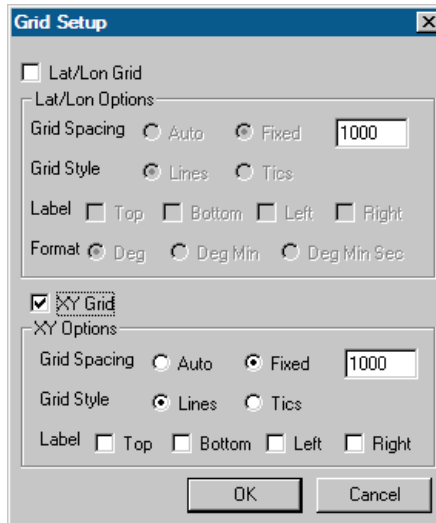 Grid Setup
Lat/Lon Grid
Lat/Lon Options
Grid Spacing Auto Fixed 1000
Grid Style Lines Tics
Label Top Bottom Left Right
Format Deg Deg Min Deg Min Sec
XY Grid
XY Options
Grid Spacing Auto Fixed 1000
Grid Style Lines Tics
Label Top Bottom Left Right
OK Cancel